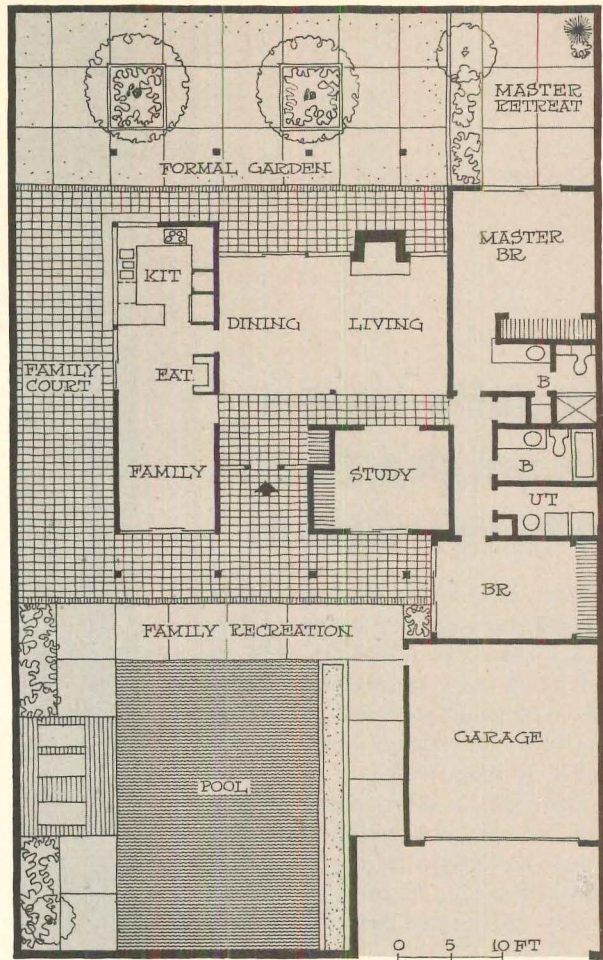 MASTER
RETREAT
FORMAL GARDEN
MASTER
BR
KIT
DINING
LIVING
FAMILY
COURT
EAT
B
FAMILY
STUDY
B
UT
BR
FAMILY RECREATION
GARAGE
POOL
0 5 10 FT